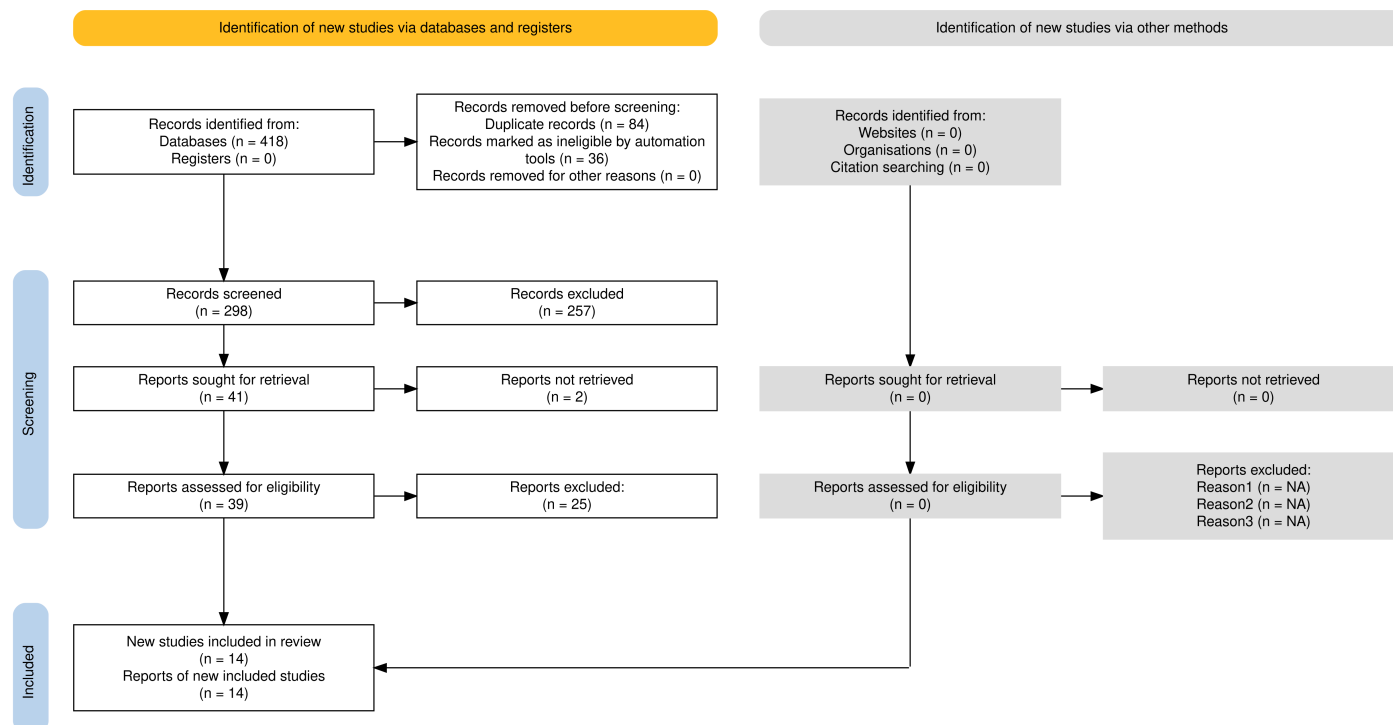 Identification of new studies via databases and registers
Identification of new studies via other methods
Identification
Records identified from:
Databases (n = 418)
Registers (n = 0)
Records removed before screening:
Duplicate records (n = 84)
Records marked as ineligible by automation
tools (n = 36)
Records removed for other reasons (n = 0)
Records identified from:
Websites (n = 0)
Organisations (n = 0)
Citation searching (n = 0)
Screening
Records screened
(n = 298)
Records excluded
(n = 257)
Reports sought for retrieval
(n = 41)
Reports not retrieved
(n = 2)
Reports sought for retrieval
(n = 0)
Reports not retrieved
(n = 0)
Reports assessed for eligibility
(n = 39)
Reports excluded:
(n = 25)
Reports assessed for eligibility
(n = 0)
Reports excluded:
Reason1 (n = NA)
Reason2 (n = NA)
Reason3 (n = NA)
Included
New studies included in review
(n = 14)
Reports of new included studies
(n = 14)